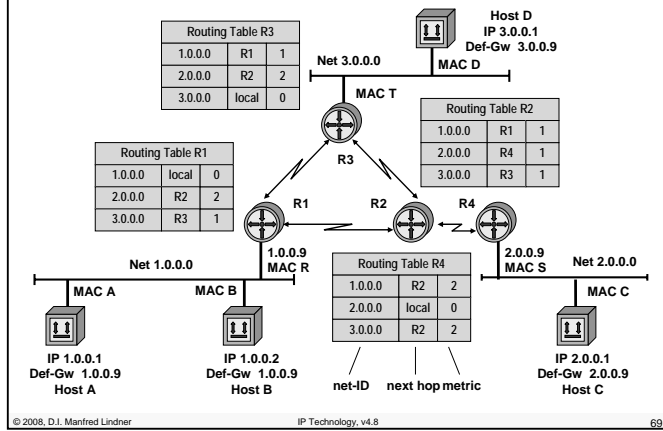 Host D
IP 3.0.0.1
Def-Gw 3.0.0.9
MAC D
Net 3.0.0.0
MAC T
Routing Table R3
1.0.0.0 R1 1
2.0.0.0 R2 2
3.0.0.0 local 0
R3
Routing Table R2
1.0.0.0 R1 1
2.0.0.0 R4 1
3.0.0.0 R3 1
Routing Table R1
1.0.0.0 local 0
2.0.0.0 R2 2
3.0.0.0 R3 1
R1
R2
R4
1.0.0.9
MAC R
Net 1.0.0.0
MAC A
MAC B
Routing Table R4
1.0.0.0 R2 2
2.0.0.0 local 0
3.0.0.0 R2 2
net-ID next hop metric
2.0.0.9
MAC S
Net 2.0.0.0
MAC C
IP 1.0.0.1
Def-Gw 1.0.0.9
Host A
IP 1.0.0.2
Def-Gw 1.0.0.9
Host B
IP 2.0.0.1
Def-Gw 2.0.0.9
Host C
© 2008, D.I. Manfred Lindner
IP Technology, v4.8
69